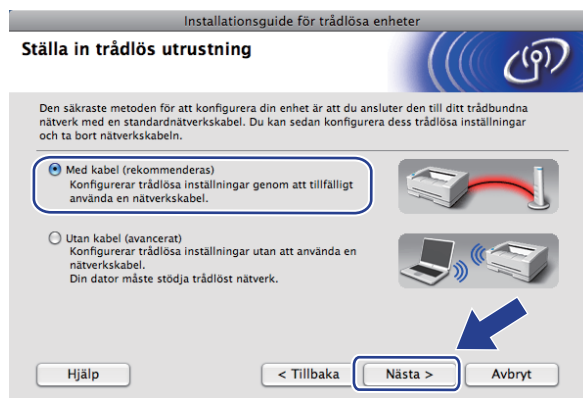 Installationsguide för trådlösa enheter
Ställa in trådlös utrustning
Den säkraste metoden för att konfigurera din enhet är att du ansluter den till ditt trådbundna
nätverk med en standardnätverkskabel. Du kan sedan konfigurera dess trådlösa inställningar
och ta bort nätverkskabeln.
Med kabel (rekommenderas)
Konfigurerar trådlösa inställningar genom att tillfälligt
använda en nätverkskabel.
Utan kabel (avancerat)
Konfigurerar trådlösa inställningar utan att använda en
nätverkskabel.
Din dator måste stödja trådlöst nätverk.
Hjälp
< Tillbaka
Nästa >
Avbryt